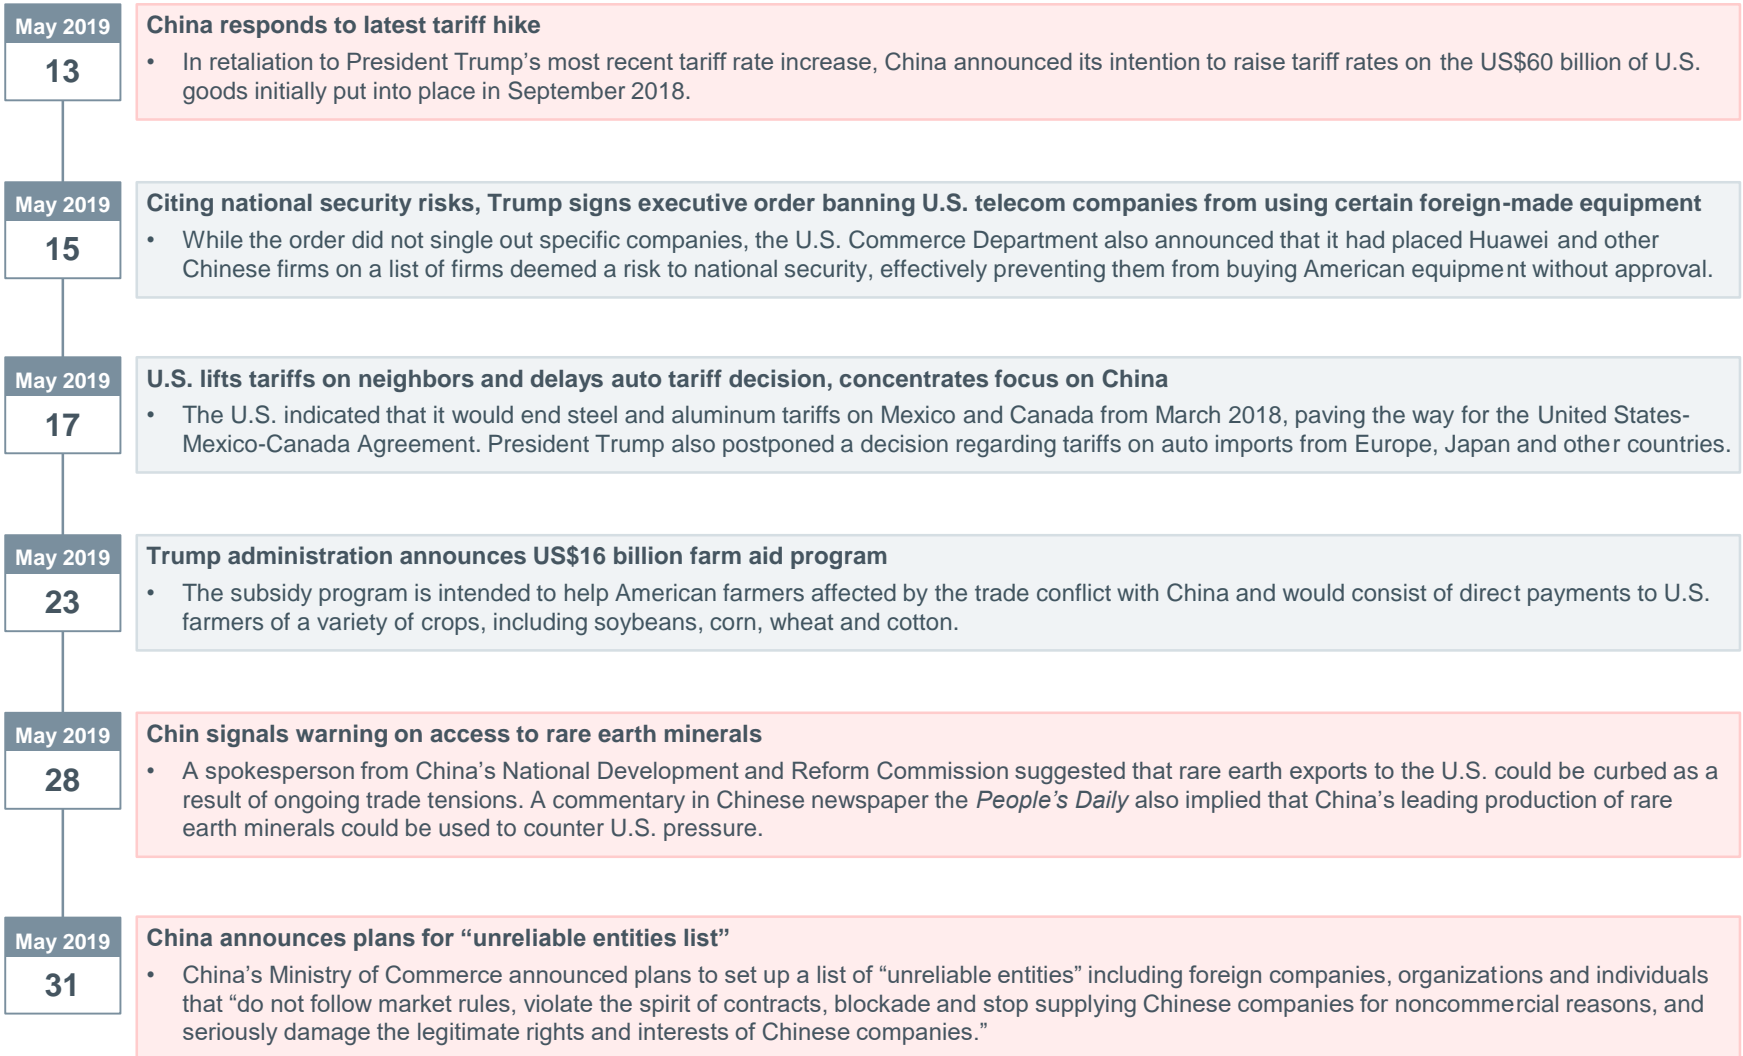 May 2019
13
China responds to latest tariff hike
• In retaliation to President Trump’s most recent tariff rate increase, China announced its intention to raise tariff rates on the US$60 billion of U.S.
goods initially put into place in September 2018.
May 2019
15
Citing national security risks, Trump signs executive order banning U.S. telecom companies from using certain foreign-made equipment
• While the order did not single out specific companies, the U.S. Commerce Department also announced that it had placed Huawei and other
Chinese firms on a list of firms deemed a risk to national security, effectively preventing them from buying American equipment without approval.
May 2019
17
U.S. lifts tariffs on neighbors and delays auto tariff decision, concentrates focus on China
• The U.S. indicated that it would end steel and aluminum tariffs on Mexico and Canada from March 2018, paving the way for the United States-
Mexico-Canada Agreement. President Trump also postponed a decision regarding tariffs on auto imports from Europe, Japan and other countries.
May 2019
23
Trump administration announces US$16 billion farm aid program
• The subsidy program is intended to help American farmers affected by the trade conflict with China and would consist of direct payments to U.S.
farmers of a variety of crops, including soybeans, corn, wheat and cotton.
May 2019
28
Chin signals warning on access to rare earth minerals
• A spokesperson from China’s National Development and Reform Commission suggested that rare earth exports to the U.S. could be curbed as a
result of ongoing trade tensions. A commentary in Chinese newspaper the People’s Daily also implied that China’s leading production of rare
earth minerals could be used to counter U.S. pressure.
May 2019
31
China announces plans for “unreliable entities list”
• China’s Ministry of Commerce announced plans to set up a list of “unreliable entities” including foreign companies, organizations and individuals
that “do not follow market rules, violate the spirit of contracts, blockade and stop supplying Chinese companies for noncommercial reasons, and
seriously damage the legitimate rights and interests of Chinese companies.”